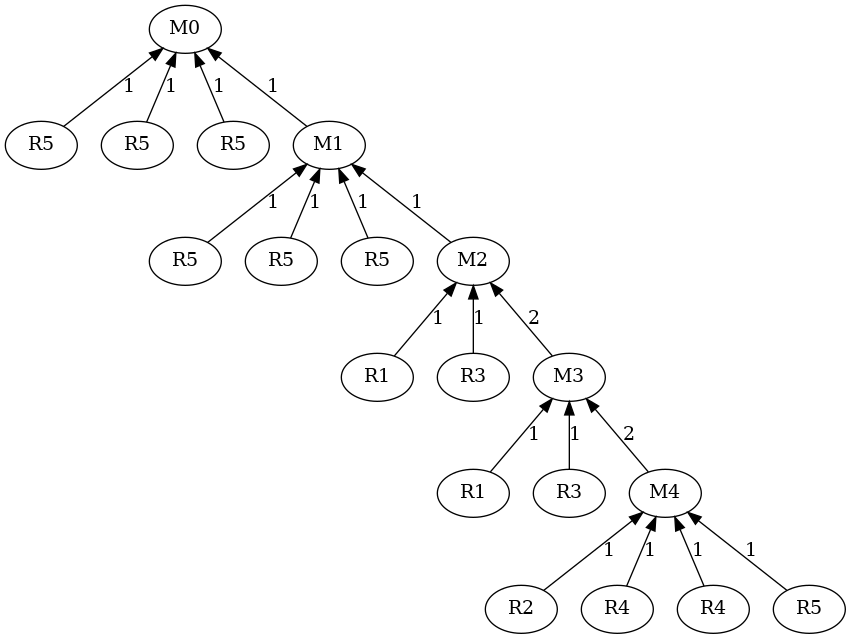 M0
1 1 1 1
R5 R5 R5 M1
1 1 1 1
R5 R5 R5 M2
1 1 2
R1 R3 M3
1 1 2
R1 R3 M4
1 1 1 1
R2 R4 R4 R5